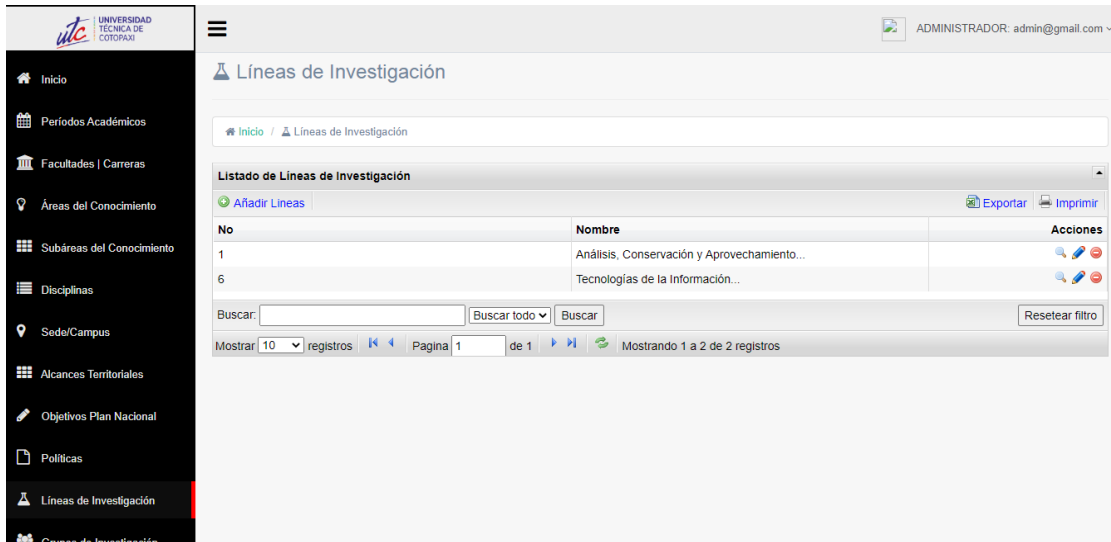 utc UNIVERSIDAD
TÉCNICA DE
COTOPAXI
ADMINISTRADOR: admin@gmail.com
Inicio
Períodos Académicos
Facultades | Carreras
Áreas del Conocimiento
Subáreas del Conocimiento
Disciplinas
Sede/Campus
Alcances Territoriales
Objetivos Plan Nacional
Políticas
Líneas de Investigación
Grupos de Investigación
Líneas de Investigación
Inicio / Líneas de Investigación
Listado de Líneas de Investigación
Añadir Lineas Exportar Imprimir
No Nombre Acciones
1 Análisis, Conservación y Aprovechamiento...
6 Tecnologías de la Información...
Buscar: Buscar todo Buscar Resetear filtro
Mostrar 10 registros Pagina 1 de 1 Mostrando 1 a 2 de 2 registros